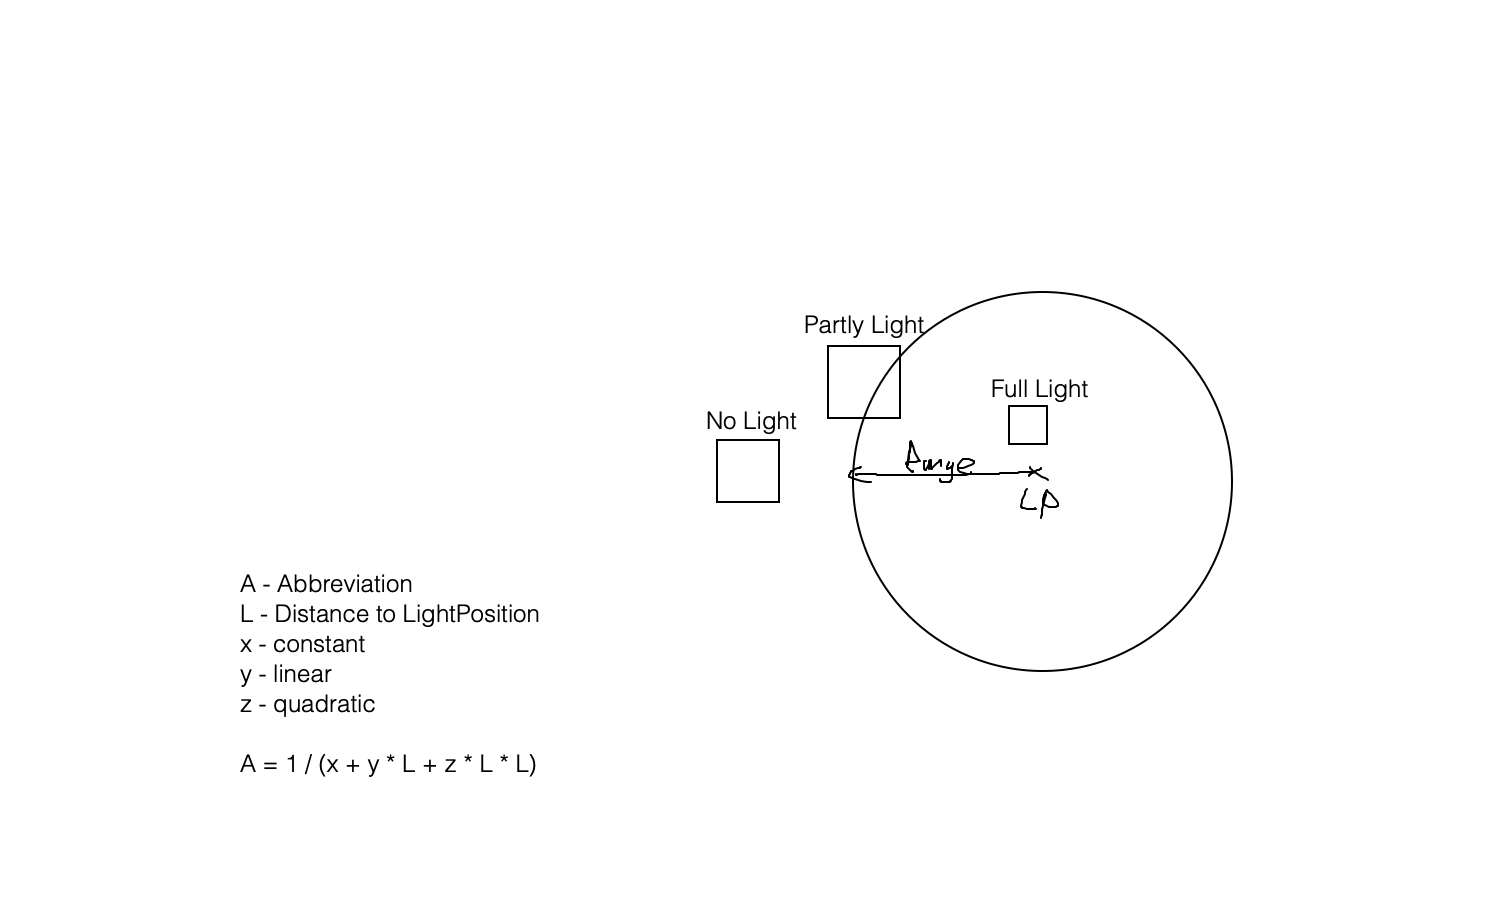 Partly Light
Full Light
No Light
Range
LP
A - Abbreviation
L - Distance to LightPosition
x - constant
y - linear
z - quadratic
A = 1 / (x + y * L + z * L * L)